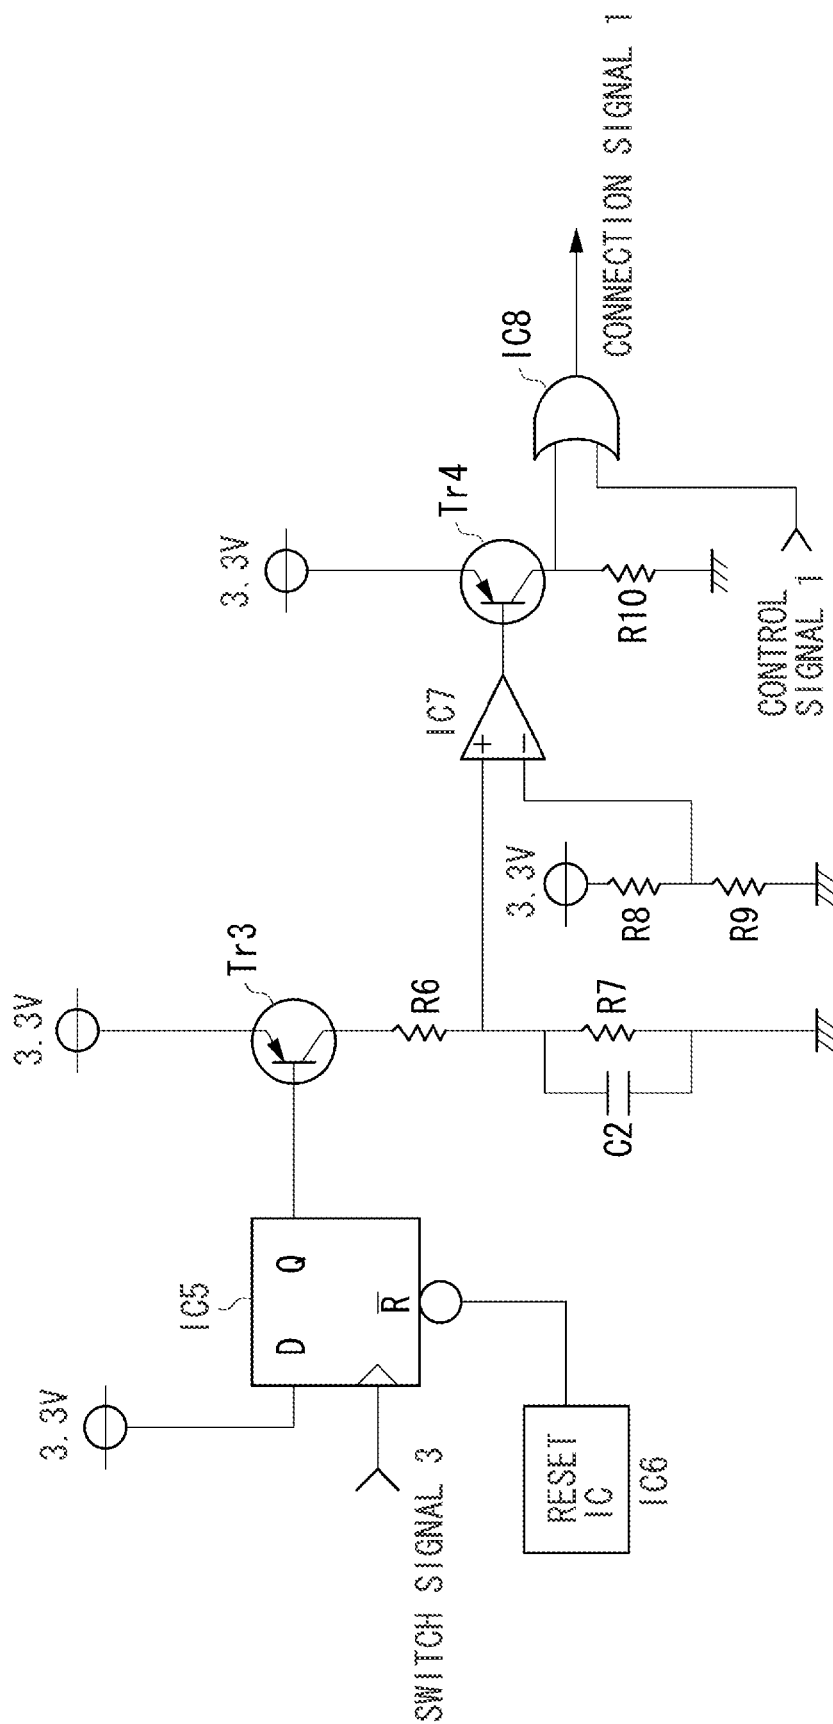 3.3V
IC5
D
Q
R̅
SWITCH SIGNAL 3
RESET
IC
IC6
3.3V
Tr3
R6
R7
C2
3.3V
R8
R9
IC7
+
−
3.3V
Tr4
R10
IC8
CONTROL
SIGNAL 1
CONNECTION SIGNAL 1